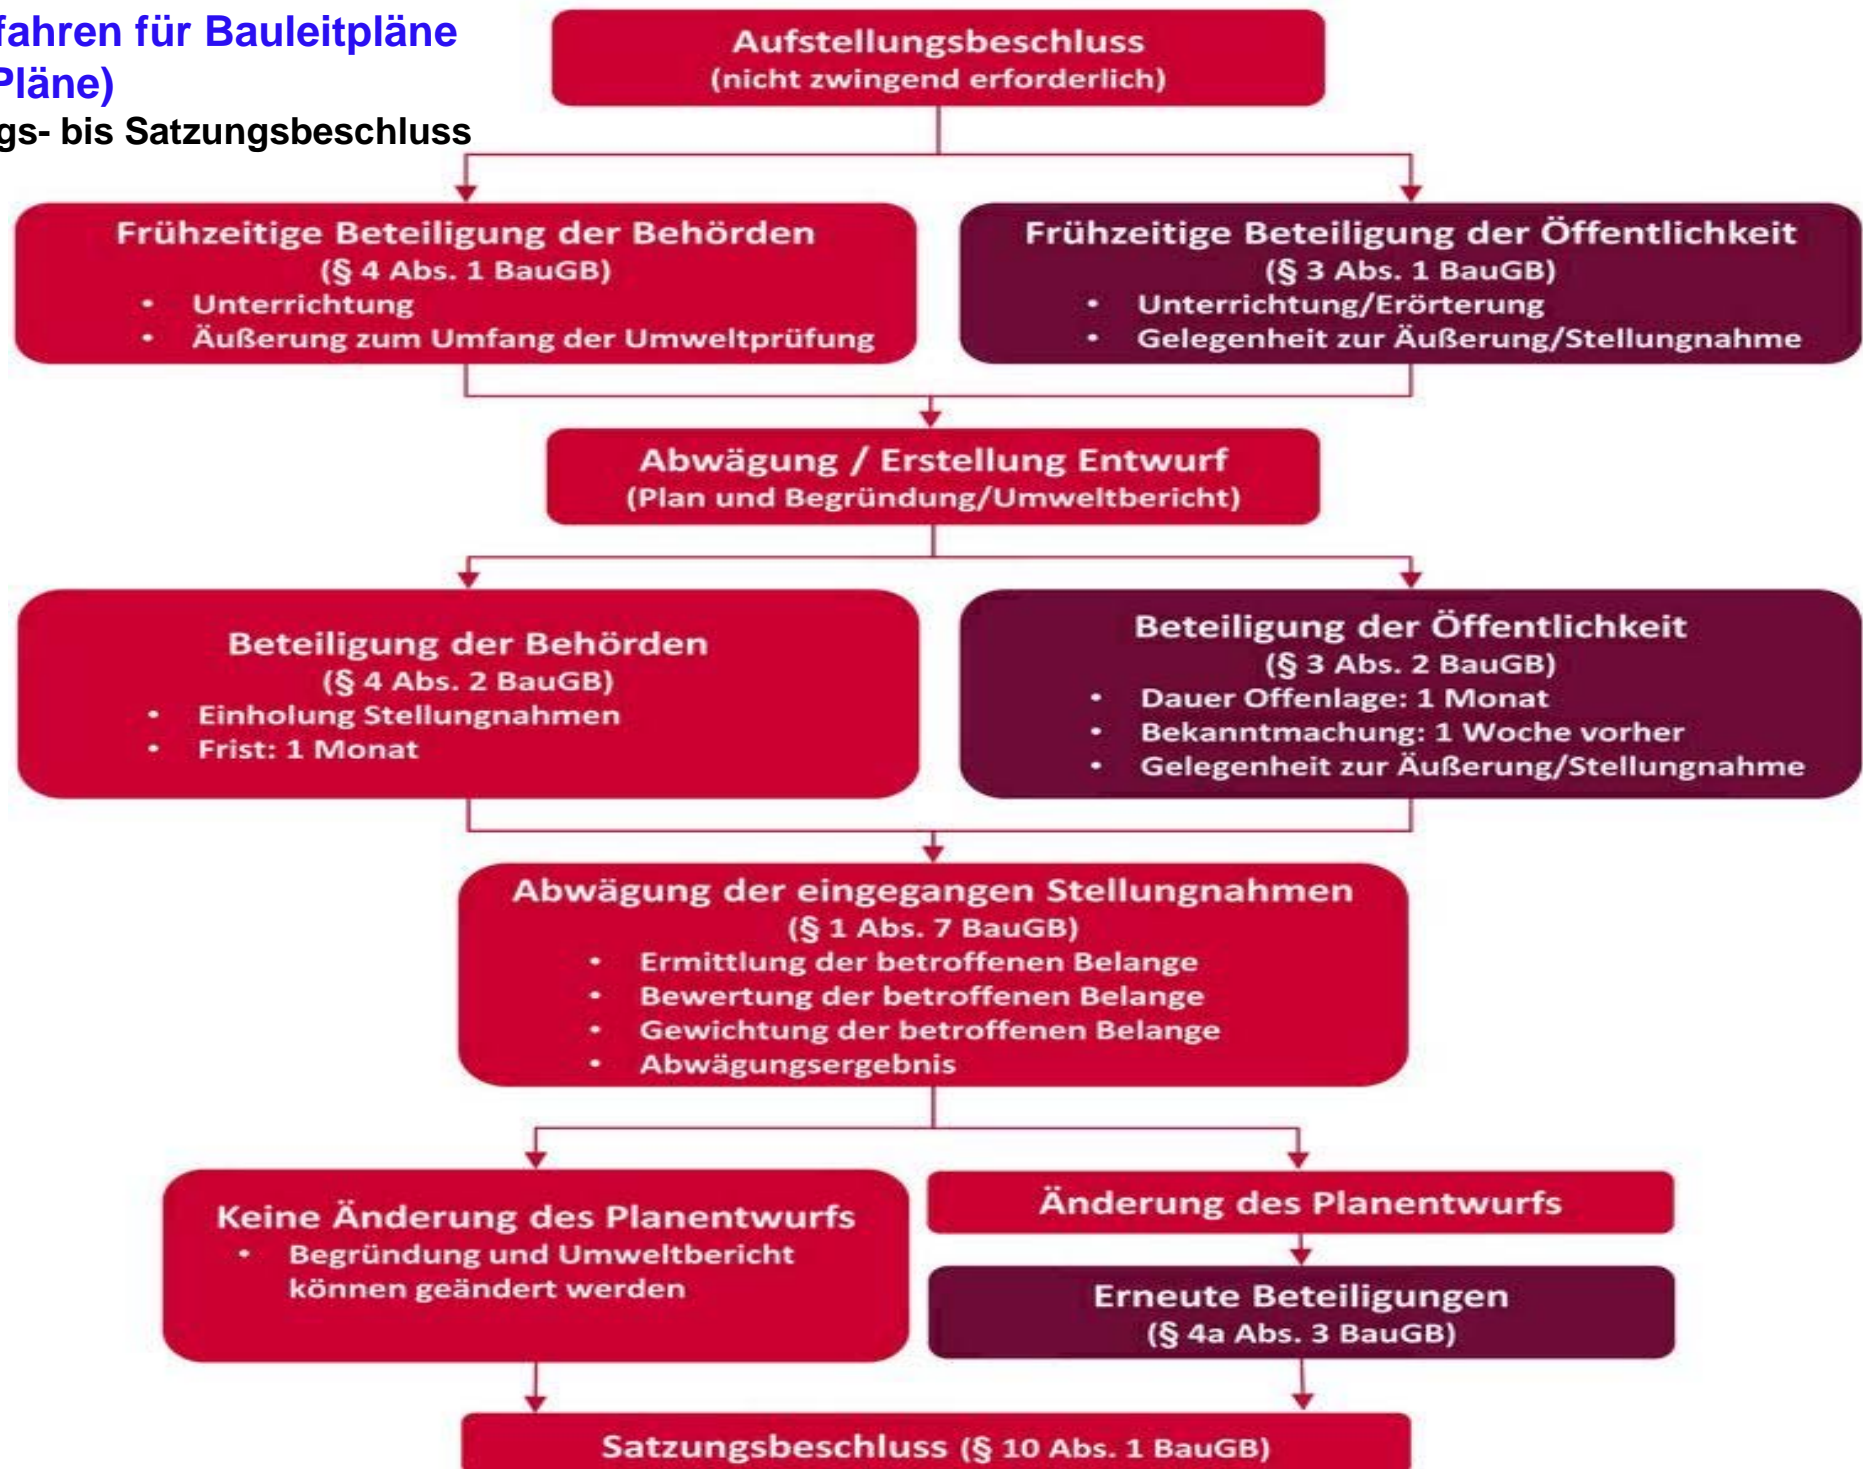 fahren für Bauleitpläne
Pläne)
gs- bis Satzungsbeschluss
Aufstellungsbeschluss
(nicht zwingend erforderlich)
Frühzeitige Beteiligung der Behörden
(§ 4 Abs. 1 BauGB)
• Unterrichtung
• Äußerung zum Umfang der Umweltprüfung
Frühzeitige Beteiligung der Öffentlichkeit
(§ 3 Abs. 1 BauGB)
• Unterrichtung/Erörterung
• Gelegenheit zur Äußerung/Stellungnahme
Abwägung / Erstellung Entwurf
(Plan und Begründung/Umweltbericht)
Beteiligung der Behörden
(§ 4 Abs. 2 BauGB)
• Einholung Stellungnahmen
• Frist: 1 Monat
Beteiligung der Öffentlichkeit
(§ 3 Abs. 2 BauGB)
• Dauer Offenlage: 1 Monat
• Bekanntmachung: 1 Woche vorher
• Gelegenheit zur Äußerung/Stellungnahme
Abwägung der eingegangen Stellungnahmen
(§ 1 Abs. 7 BauGB)
• Ermittlung der betroffenen Belange
• Bewertung der betroffenen Belange
• Gewichtung der betroffenen Belange
• Abwägungsergebnis
Keine Änderung des Planentwurfs
• Begründung und Umweltbericht
können geändert werden
Änderung des Planentwurfs
Erneute Beteiligungen
(§ 4a Abs. 3 BauGB)
Satzungsbeschluss (§ 10 Abs. 1 BauGB)